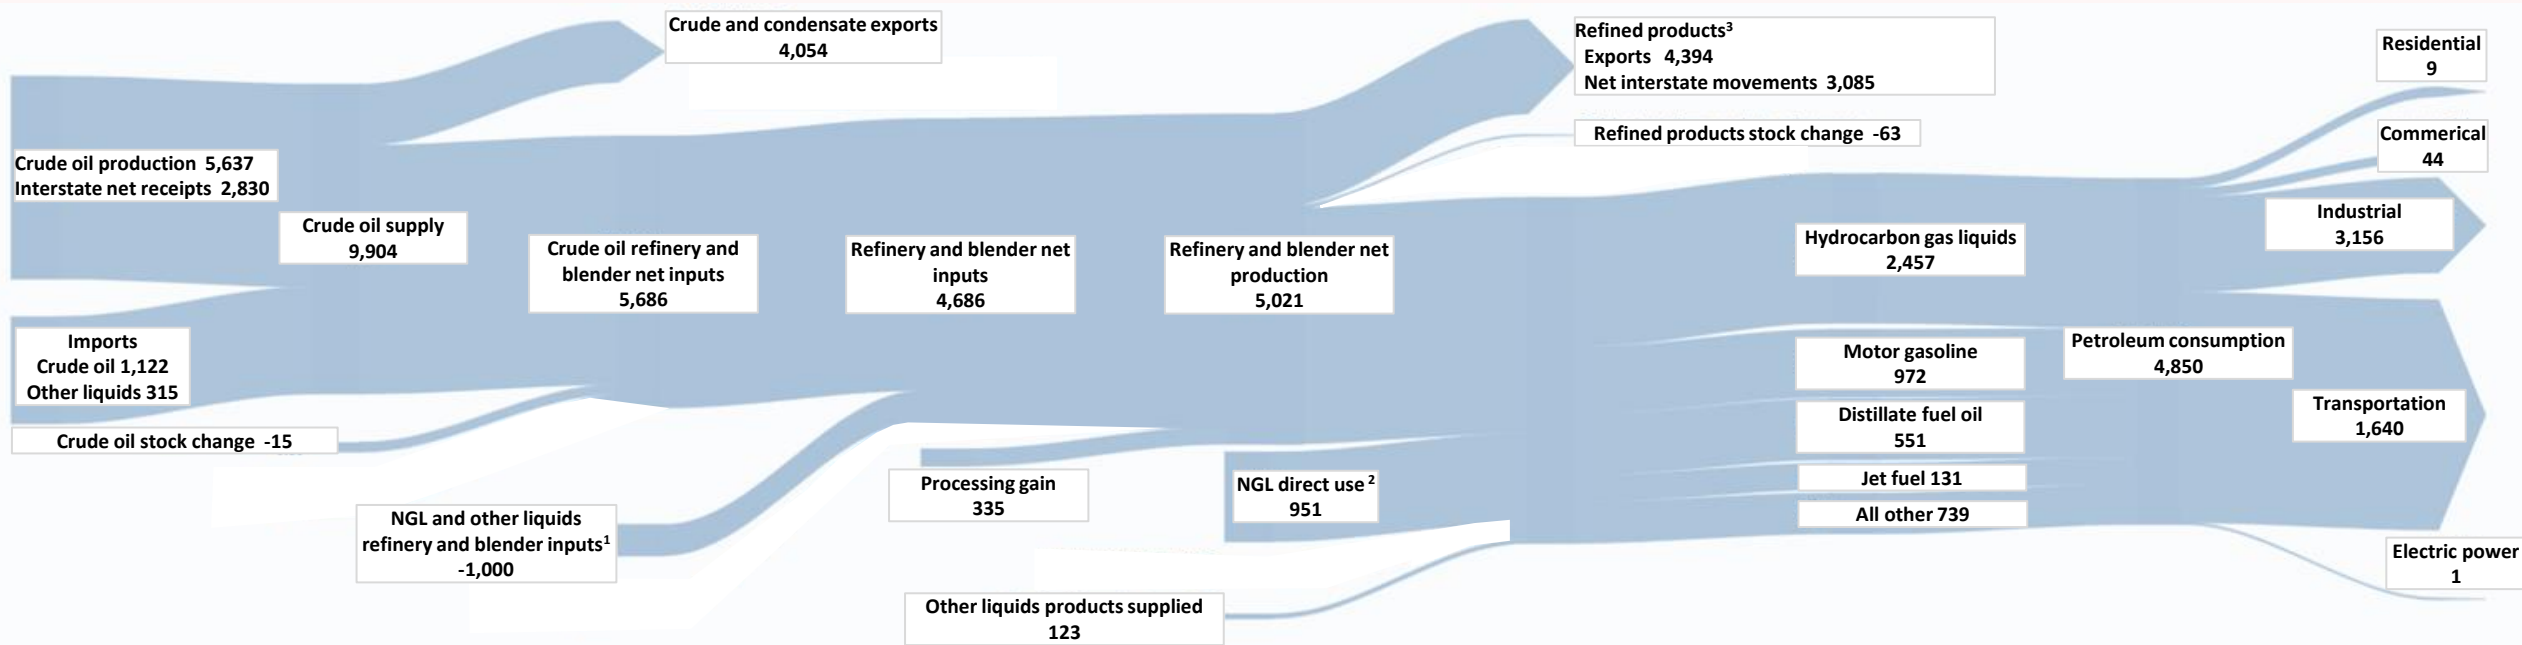 Crude and condensate exports
4,054
Refined products³
Exports 4,394
Net interstate movements 3,085
Residential
9
Refined products stock change -63
Commerical
44
Crude oil production 5,637
Interstate net receipts 2,830
Crude oil supply
9,904
Crude oil refinery and
blender net inputs
5,686
Refinery and blender net
inputs
4,686
Refinery and blender net
production
5,021
Hydrocarbon gas liquids
2,457
Industrial
3,156
Imports
Crude oil 1,122
Other liquids 315
Motor gasoline
972
Petroleum consumption
4,850
Distillate fuel oil
551
Transportation
1,640
Crude oil stock change -15
Processing gain
335
NGL direct use ²
951
Jet fuel 131
All other 739
NGL and other liquids
refinery and blender inputs¹
-1,000
Electric power
1
Other liquids products supplied
123